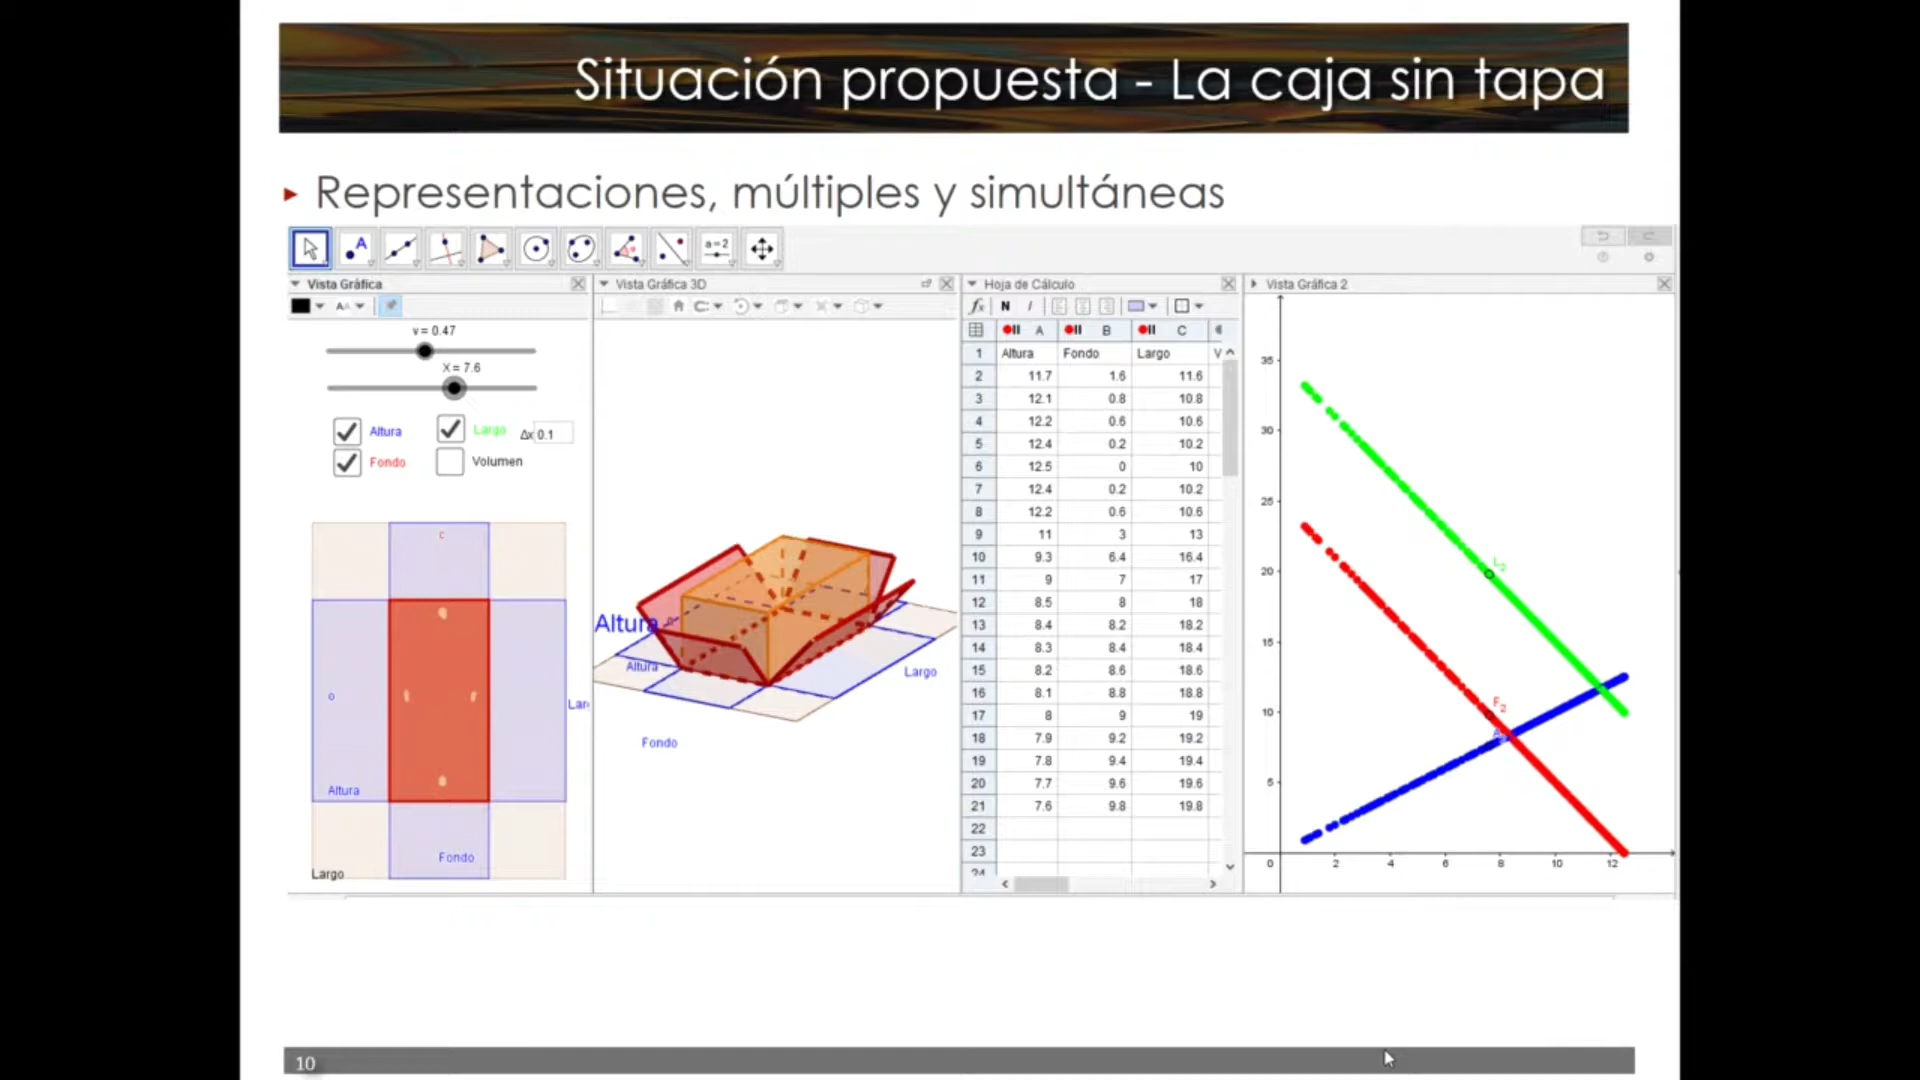 Situación propuesta - La caja sin tapa
Representaciones, múltiples y simultáneas
A
a=2
Vista Gráfica
Vista Gráfica 3D
Hoja de Cálculo
Vista Gráfica 2
AA
fx N I
v = 0.47
X = 7.6
Altura
Largo
Δx 0.1
Fondo
Volumen
c
o
Altura
Lar
Fondo
Largo
Altura
Altura
Largo
Fondo
A B C
1 Altura Fondo Largo V
2 11.7 1.6 11.6
3 12.1 0.8 10.8
4 12.2 0.6 10.6
5 12.4 0.2 10.2
6 12.5 0 10
7 12.4 0.2 10.2
8 12.2 0.6 10.6
9 11 3 13
10 9.3 6.4 16.4
11 9 7 17
12 8.5 8 18
13 8.4 8.2 18.2
14 8.3 8.4 18.4
15 8.2 8.6 18.6
16 8.1 8.8 18.8
17 8 9 19
18 7.9 9.2 19.2
19 7.8 9.4 19.4
20 7.7 9.6 19.6
21 7.6 9.8 19.8
22
23
24
35
30
25
20
15
10
5
0 2 4 6 8 10 12
L2
F2
10